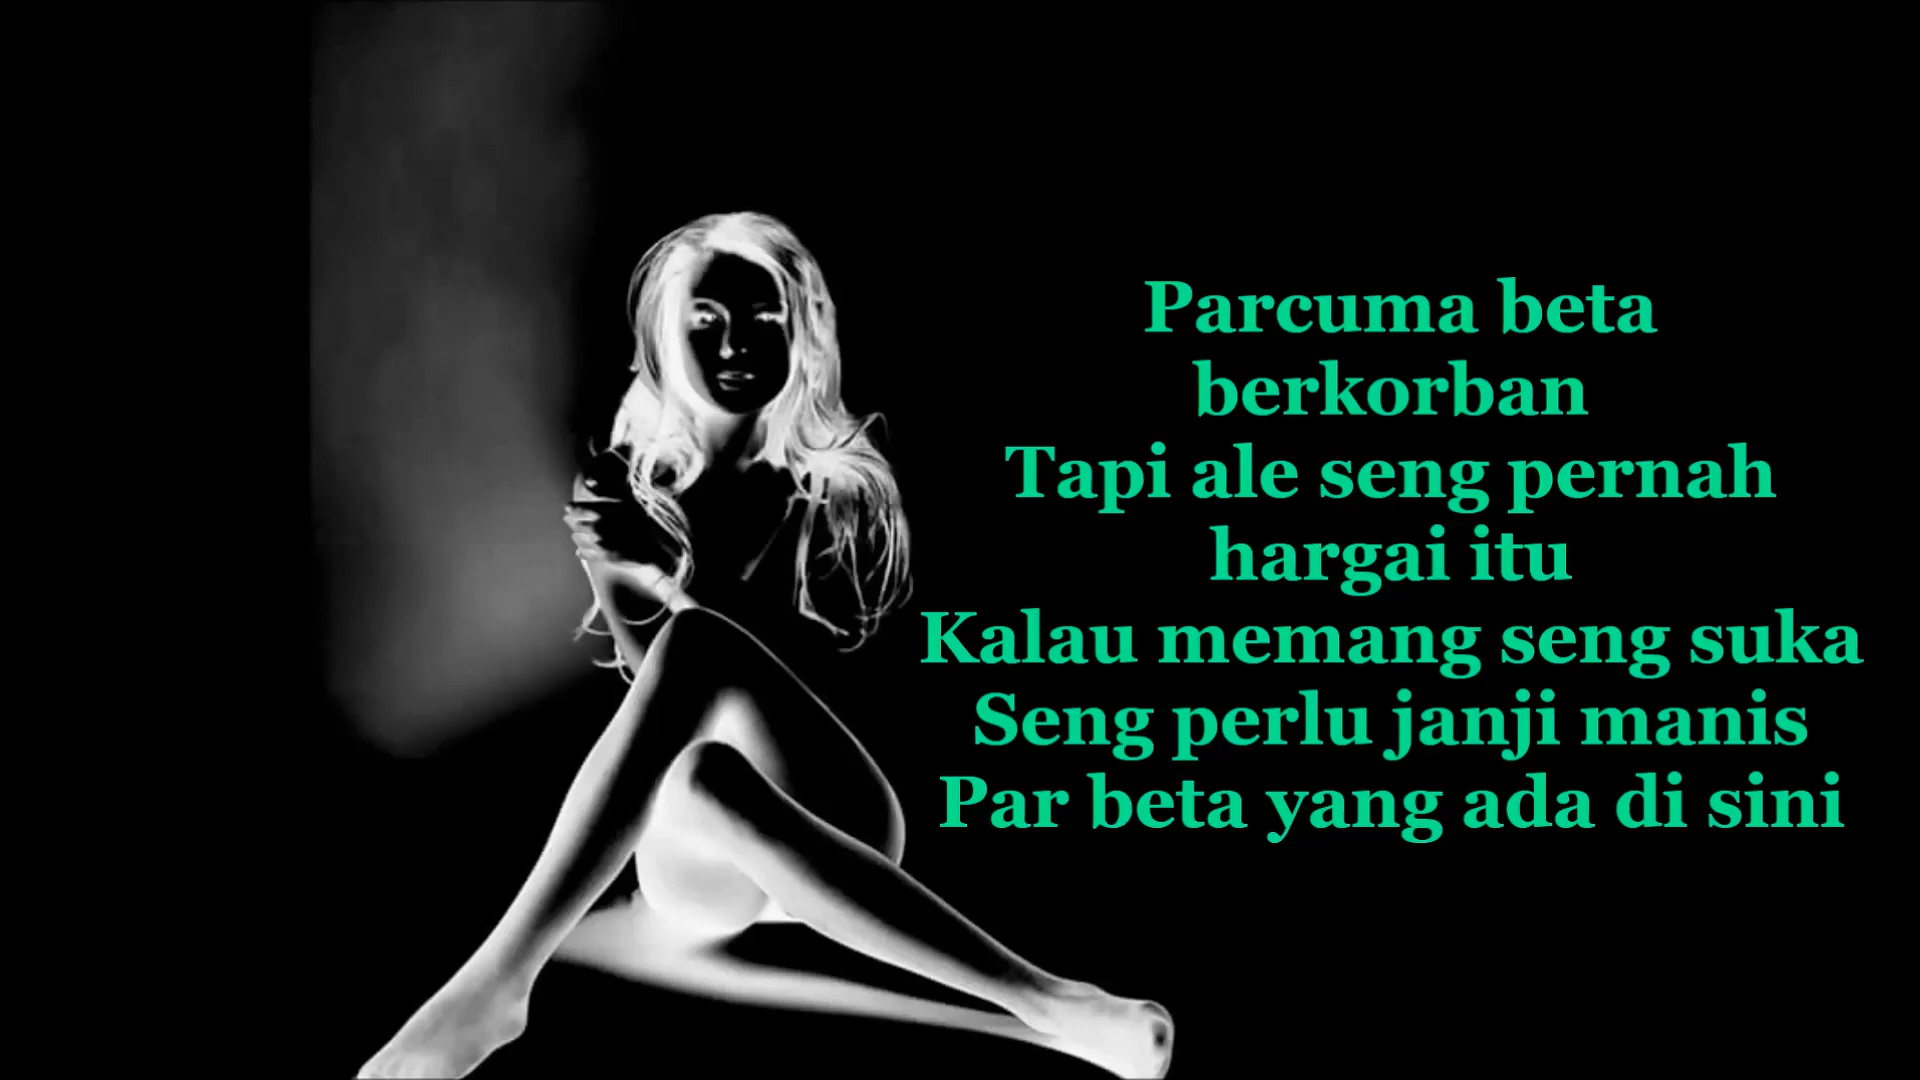 Parcuma beta
berkorban
Tapi ale seng pernah
hargai itu
Kalau memang seng suka
Seng perlu janji manis
Par beta yang ada di sini